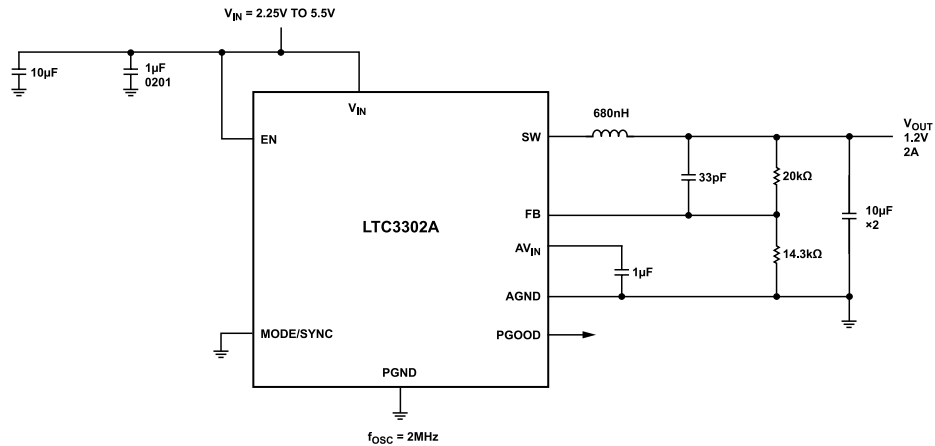 VIN = 2.25V TO 5.5V
10µF
1µF
0201
VIN
EN
SW
680nH
VOUT
1.2V
2A
33pF
20kΩ
10µF
×2
FB
LTC3302A
AVIN
14.3kΩ
1µF
AGND
MODE/SYNC
PGOOD
PGND
fOSC = 2MHz